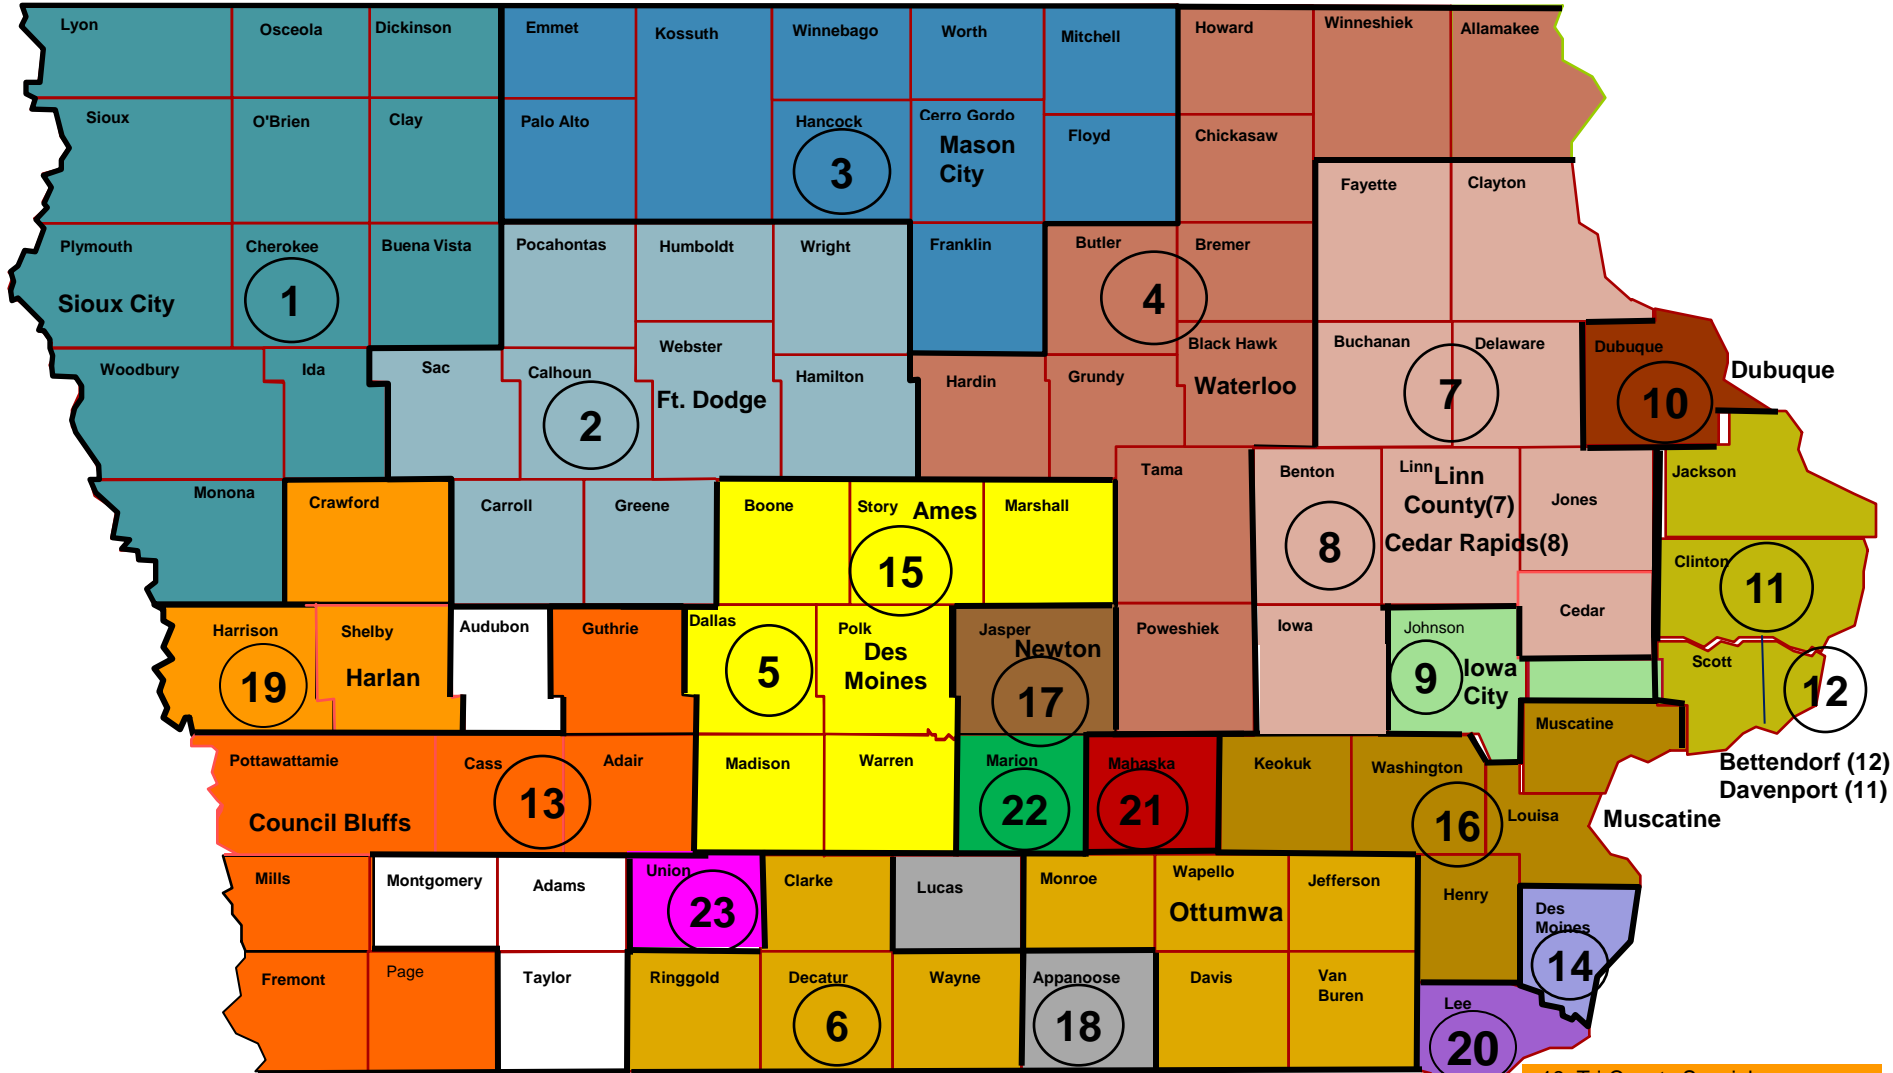 Lyon
Osceola
Dickinson
Emmet
Kossuth
Winnebago
Worth
Mitchell
Howard
Winneshiek
Allamakee
Sioux
O'Brien
Clay
Palo Alto
Hancock
3
Cerro Gordo
Mason
City
Floyd
Chickasaw
Fayette
Clayton
Plymouth
Cherokee
Buena Vista
Sioux City
1
Pocahontas
Humboldt
Wright
Franklin
Butler
Bremer
4
Woodbury
Ida
Sac
Calhoun
2
Webster
Ft. Dodge
Hamilton
Hardin
Grundy
Black Hawk
Waterloo
Buchanan
Delaware
7
Dubuque
10
Dubuque
Monona
Crawford
Carroll
Greene
Boone
Story
Ames
Marshall
15
Tama
Benton
8
Linn
Linn
County(7)
Cedar Rapids(8)
Jones
Jackson
Clinton
11
Harrison
19
Shelby
Harlan
Audubon
Guthrie
Dallas
5
Polk
Des
Moines
Jasper
Newton
17
Poweshiek
Iowa
Johnson
9
Iowa
City
Cedar
Scott
12
Muscatine
Bettendorf (12)
Davenport (11)
Pottawattamie
Council Bluffs
Cass
13
Adair
Madison
Warren
Marion
22
Mahaska
21
Keokuk
Washington
16
Louisa
Muscatine
Mills
Montgomery
Adams
Union
23
Clarke
Lucas
Monroe
Wapello
Ottumwa
Jefferson
Henry
Des
Moines
14
Fremont
Page
Taylor
Ringgold
Decatur
6
Wayne
Appanoose
18
Davis
Van
Buren
Lee
20